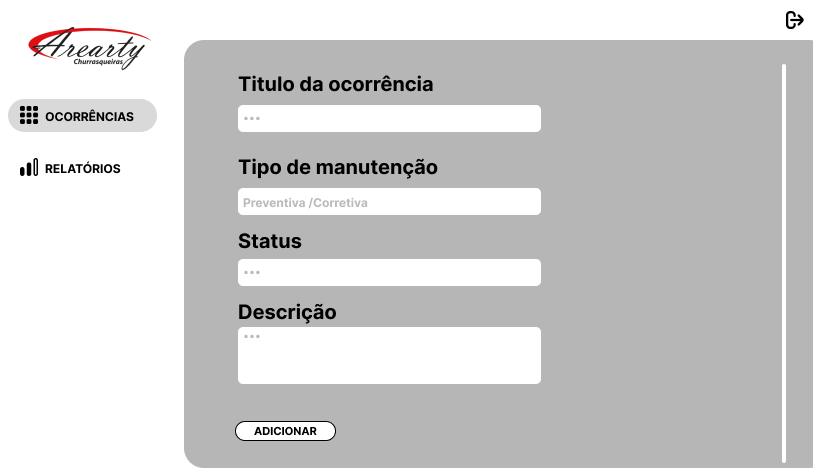 Arearty
Churrasqueiras
OCORRÊNCIAS
RELATÓRIOS
Titulo da ocorrência
...
Tipo de manutenção
Preventiva /Corretiva
Status
...
Descrição
...
ADICIONAR